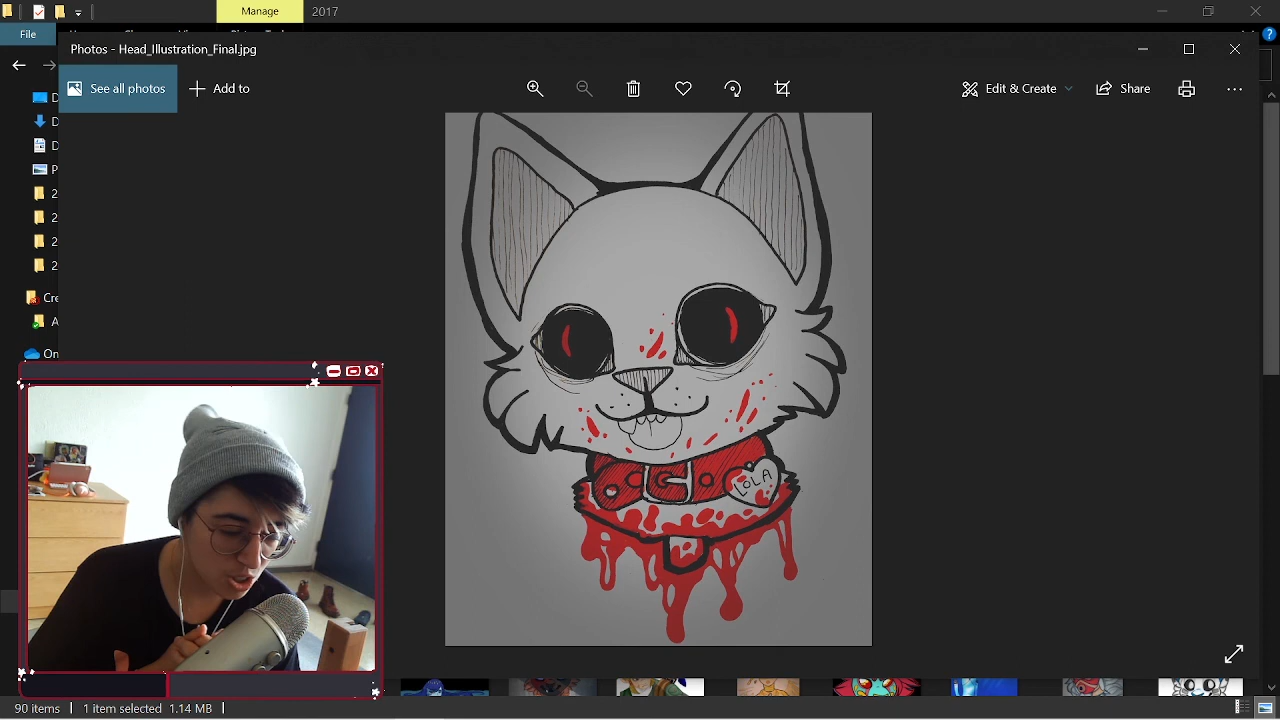 Manage
2017
File
Photos - Head_Illustration_Final.jpg
See all photos
Add to
Edit & Create
Share
LOLA
90 items
1 item selected 1.14 MB